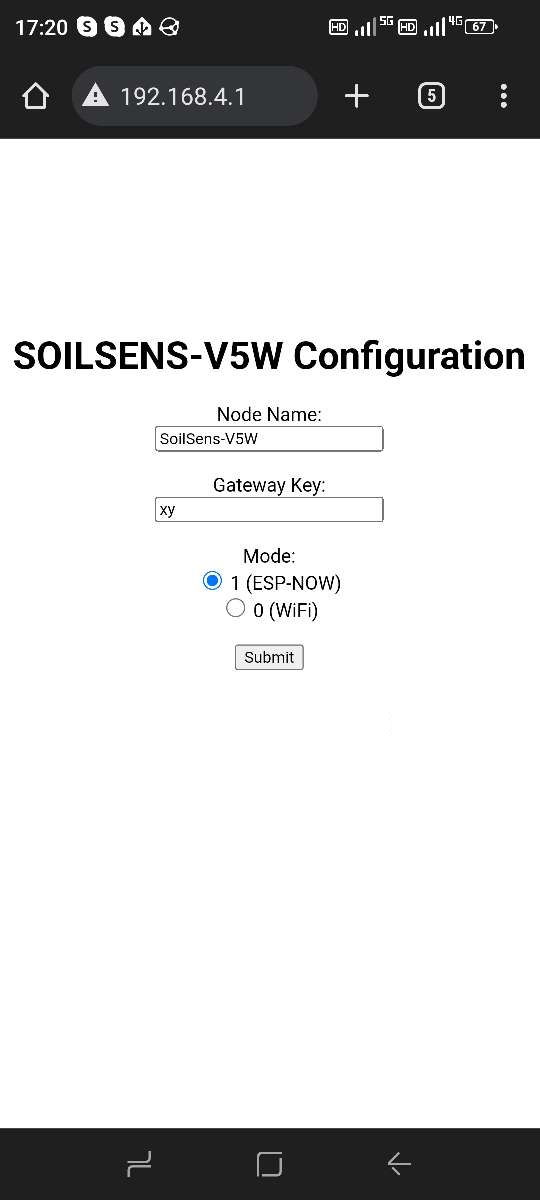 17:20 S S HD 5G HD 4G 67
192.168.4.1 5
SOILSENS-V5W Configuration
Node Name:
SoilSens-V5W
Gateway Key:
xy
Mode:
1 (ESP-NOW)
0 (WiFi)
Submit